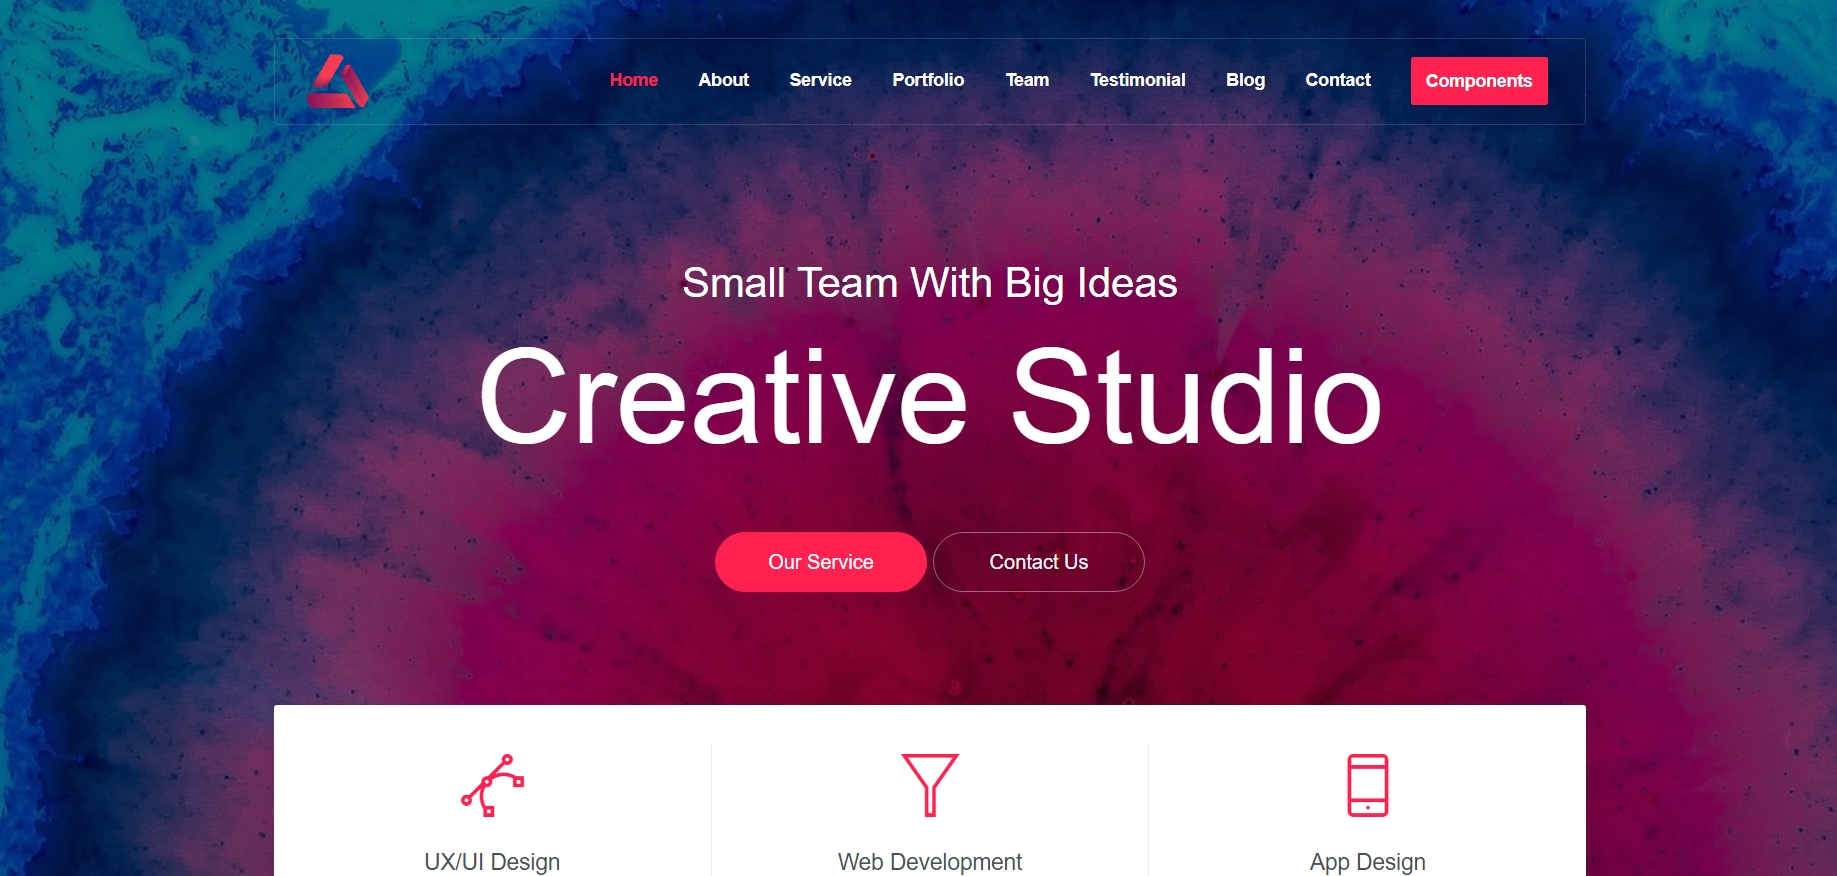 Home About Service Portfolio Team Testimonial Blog Contact Components
Small Team With Big Ideas
Creative Studio
Our Service Contact Us
UX/UI Design Web Development App Design